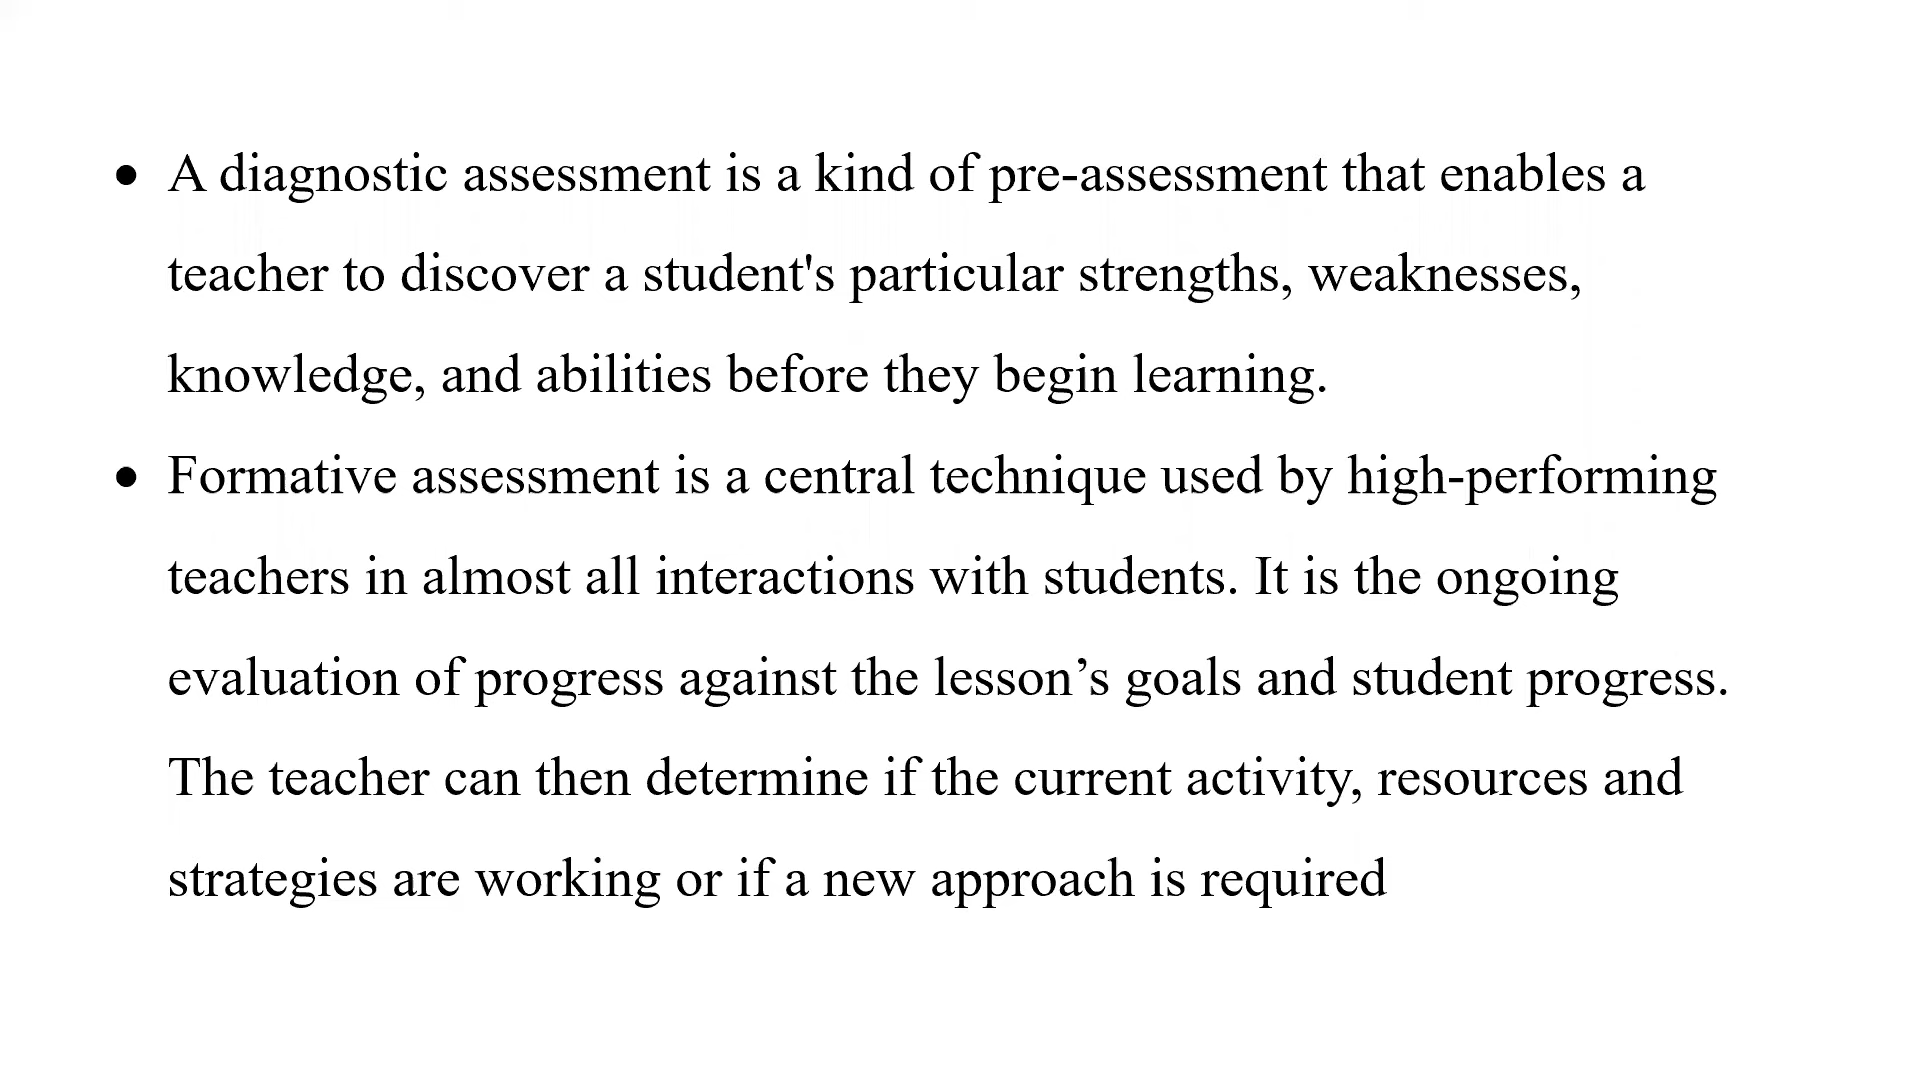 • A diagnostic assessment is a kind of pre-assessment that enables a
teacher to discover a student's particular strengths, weaknesses,
knowledge, and abilities before they begin learning.
• Formative assessment is a central technique used by high-performing
teachers in almost all interactions with students. It is the ongoing
evaluation of progress against the lesson’s goals and student progress.
The teacher can then determine if the current activity, resources and
strategies are working or if a new approach is required